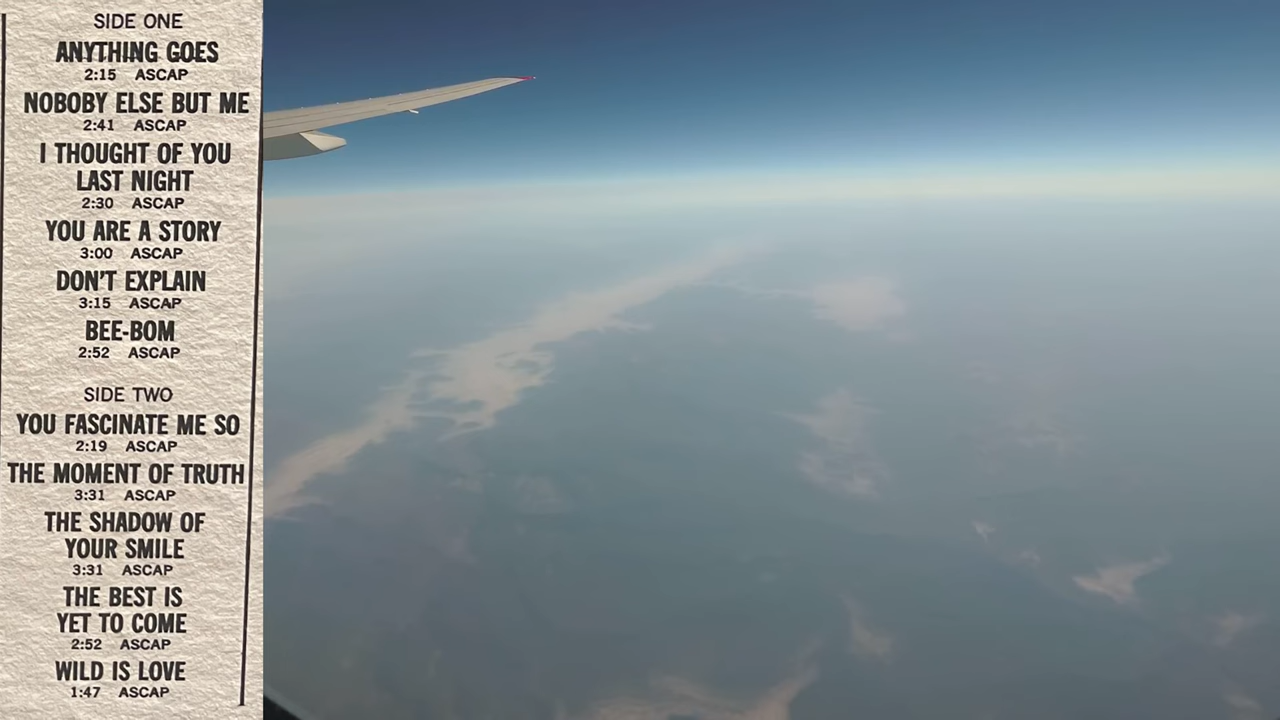 SIDE ONE
ANYTHING GOES
2:15 ASCAP
NOBOBY ELSE BUT ME
2:41 ASCAP
I THOUGHT OF YOU
LAST NIGHT
2:30 ASCAP
YOU ARE A STORY
3:00 ASCAP
DON'T EXPLAIN
3:15 ASCAP
BEE-BOM
2:52 ASCAP
SIDE TWO
YOU FASCINATE ME SO
2:19 ASCAP
THE MOMENT OF TRUTH
3:31 ASCAP
THE SHADOW OF
YOUR SMILE
3:31 ASCAP
THE BEST IS
YET TO COME
2:52 ASCAP
WILD IS LOVE
1:47 ASCAP